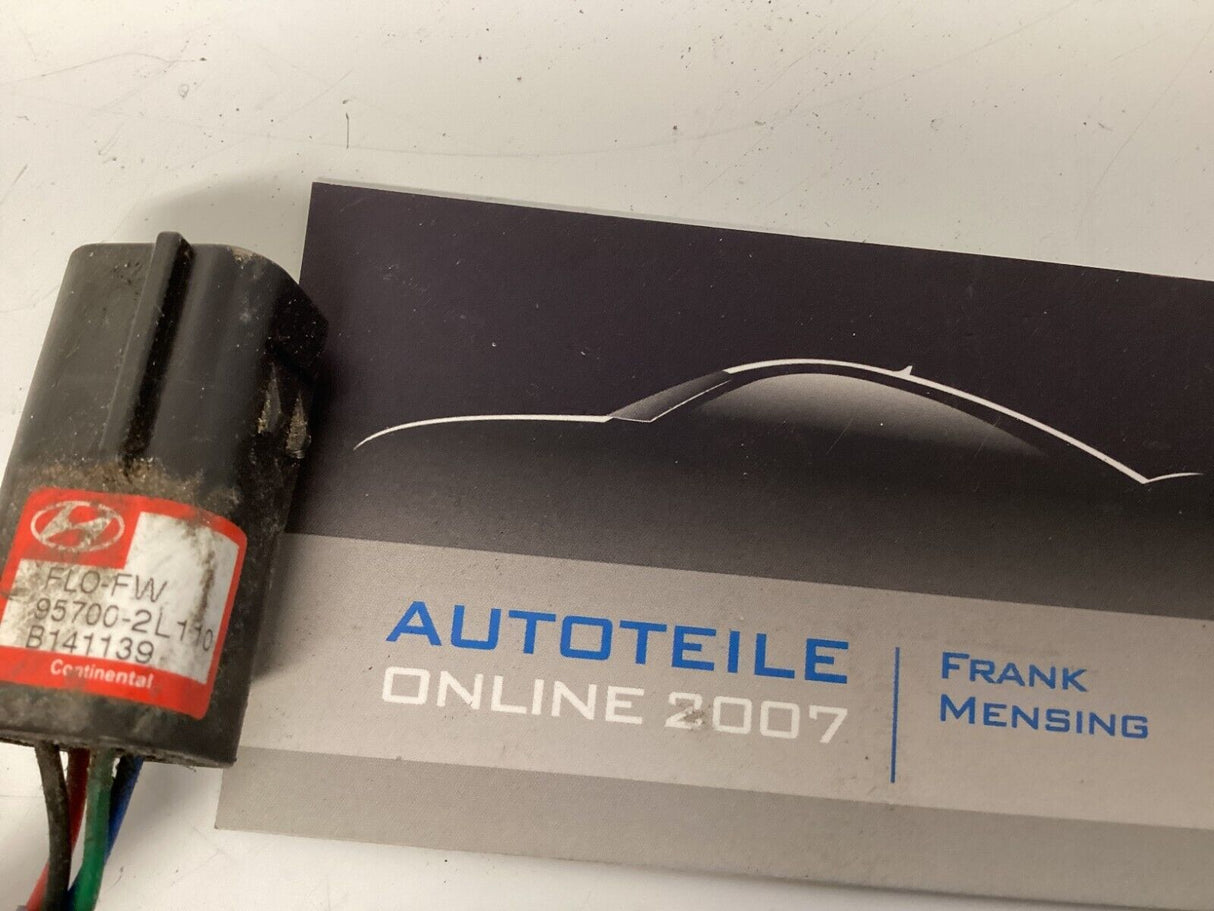 FLO-FW
95700-2L110
B141139
Continental
AUTOTEILE
ONLINE 2007
FRANK
MENSING